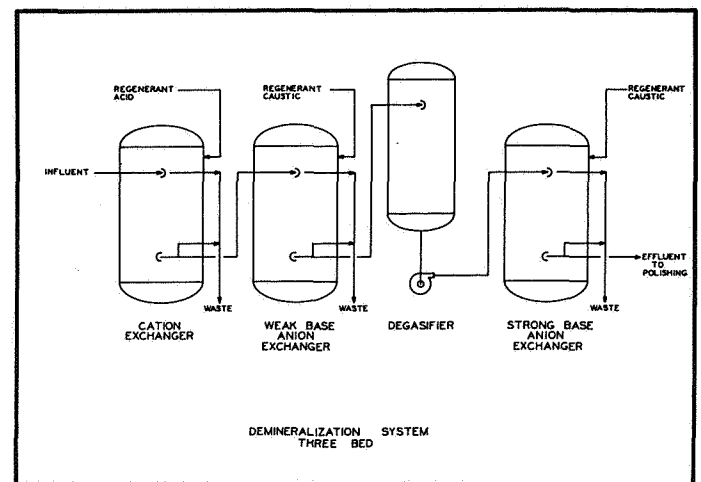 REGENERANT
ACID
REGENERANT
CAUSTIC
REGENERANT
CAUSTIC
INFLUENT
EFFLUENT
TO
POLISHING
WASTE
WASTE
WASTE
CATION
EXCHANGER
WEAK BASE
ANION
EXCHANGER
DEGASIFIER
STRONG BASE
ANION
EXCHANGER
DEMINERALIZATION SYSTEM
THREE BED